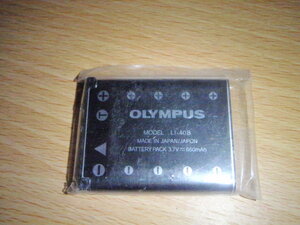 OLYMPUS
MODEL LI-40B
MADE IN JAPAN/JAPON
BATTERY PACK 3.7V 660mAh